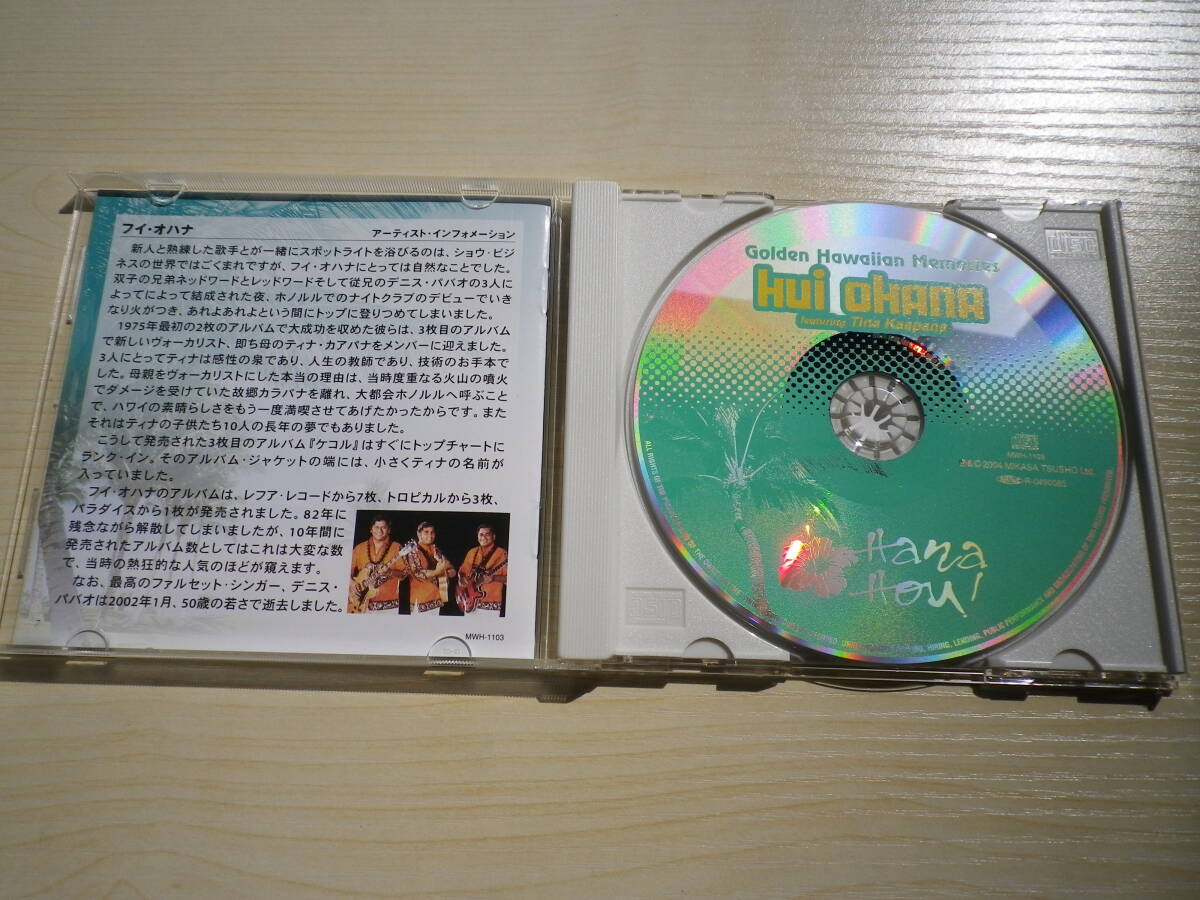 フイ・オハナ
アーティスト・インフォメーション
新人と熟練した歌手とが一緒にスポットライトを浴びるのは、ショウ・ビジ
ネスの世界ではごくまれですが、フイ・オハナにとっては自然なことでした。
双子の兄弟ネッドワードとレッドワードそして従兄のデニス・パバオの3人に
よってによって結成された夜、ホノルルでのナイトクラブのデビューでいき
なり火がつき、あれよあれよという間にトップに登りつめてしまいました。
1975年最初の2枚のアルバムで大成功を収めた彼らは、3枚目のアルバム
で新しいヴォーカリスト、即ち母のティナ・カアパナをメンバーに迎えました。
3人にとってティナは感性の泉であり、人生の教師であり、技術のお手本で
した。母親をヴォーカリストにした本当の理由は、当時度重なる火山の噴火
でダメージを受けていた故郷カラパナを離れ、大都会ホノルルへ呼ぶこと
で、ハワイの素晴らしさをもう一度満喫させてあげたかったからです。また
それはティナの子供たち10人の長年の夢でもありました。
こうして発売された3枚目のアルバム『ケコル』はすぐにトップチャートに
ランク・イン。そのアルバム・ジャケットの端には、小さくティナの名前が
入っていました。
フイ・オハナのアルバムは、レフア・レコードから7枚、トロピカルから3枚、
パラダイスから1枚が発売されました。82年に
残念ながら解散してしまいましたが、10年間に
発売されたアルバム数としてはこれは大変な数
で、当時の熱狂的な人気のほどが窺えます。
なお、最高のファルセット・シンガー、デニス・
パバオは2002年1月、50歳の若さで逝去しました。
MWH-1103
Golden Hawaiian Memories
hui ohana
featuring Tina Kaapana
MWH-1103
℗&© 2004 MIKASA TSUSHO Ltd.
R-0490085
Hana
Hou!
ALL RIGHTS OF THE
HIRING, LENDING, PUBLIC PERFORMANCE AND BROADCASTING OF THIS RECORD PROHIBITED.